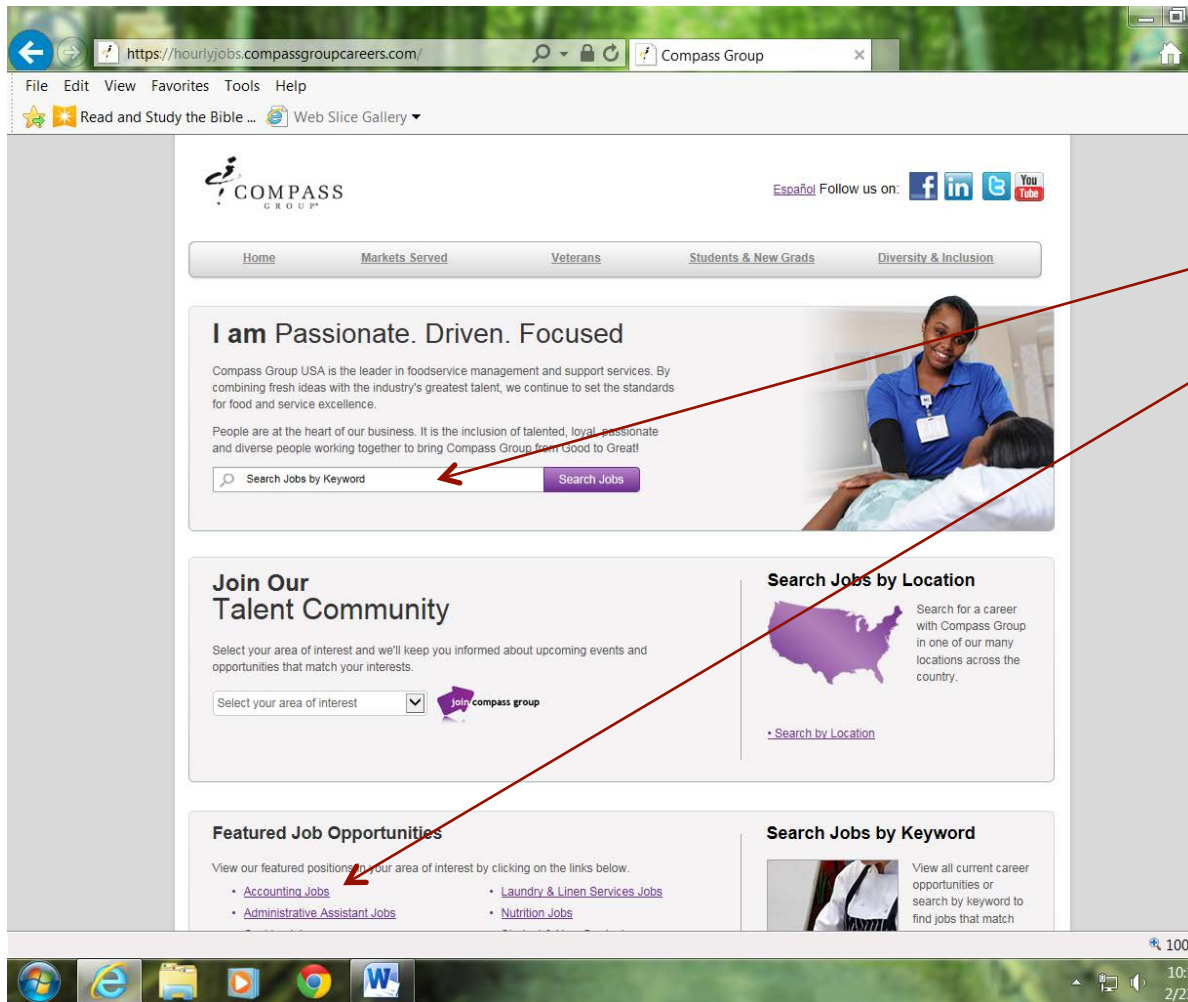 https://hourlyjobs.compassgroupcareers.com/
Compass Group
File Edit View Favorites Tools Help
Read and Study the Bible ... Web Slice Gallery
COMPASS
GROUP
Español Follow us on: f in You Tube
Home Markets Served Veterans Students & New Grads Diversity & Inclusion
I am Passionate. Driven. Focused
Compass Group USA is the leader in foodservice management and support services. By
combining fresh ideas with the industry's greatest talent, we continue to set the standards
for food and service excellence.
People are at the heart of our business. It is the inclusion of talented, loyal, passionate
and diverse people working together to bring Compass Group from Good to Great!
Search Jobs by Keyword Search Jobs
Join Our
Talent Community
Select your area of interest and we'll keep you informed about upcoming events and
opportunities that match your interests.
Select your area of interest
join compass group
Search Jobs by Location
Search for a career
with Compass Group
in one of our many
locations across the
country.
• Search by Location
Featured Job Opportunities
View our featured positions in your area of interest by clicking on the links below.
• Accounting Jobs
• Administrative Assistant Jobs
• Laundry & Linen Services Jobs
• Nutrition Jobs
Search Jobs by Keyword
View all current career
opportunities or
search by keyword to
find jobs that match
100
W
10:
2/2